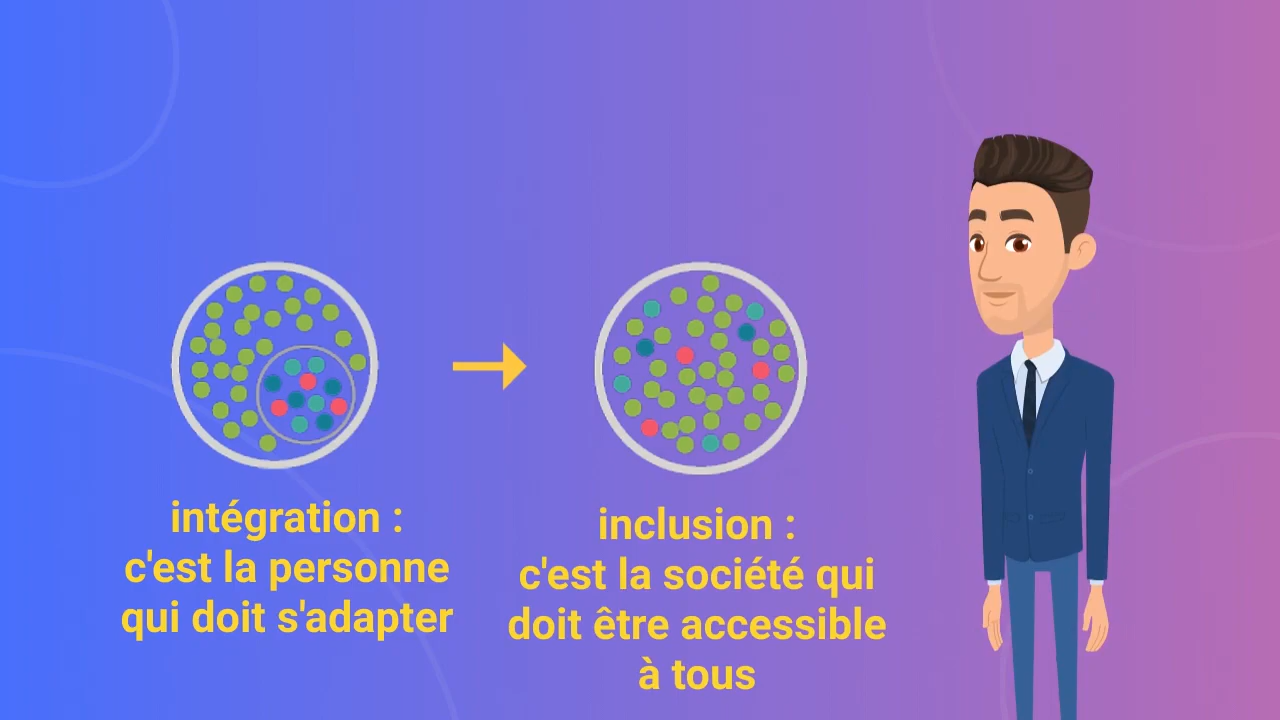 intégration :
c'est la personne
qui doit s'adapter
inclusion :
c'est la société qui
doit être accessible
à tous